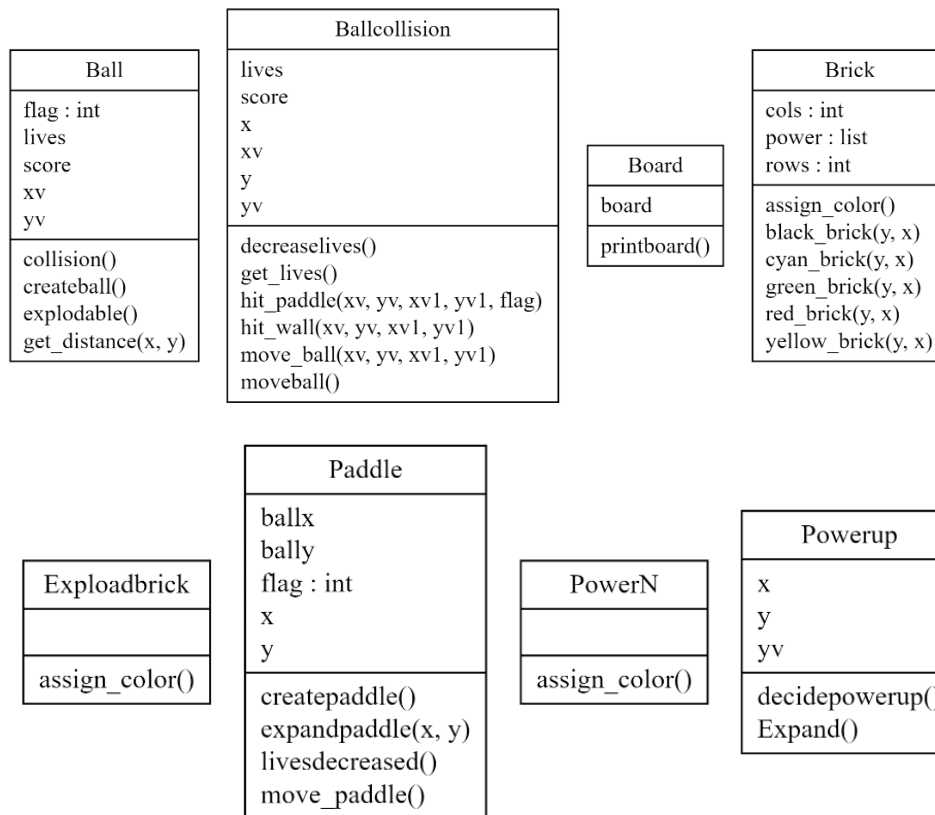 Ball
flag : int
lives
score
xv
yv
collision()
createball()
explodable()
get_distance(x, y)
Ballcollision
lives
score
x
xv
y
yv
decreaselives()
get_lives()
hit_paddle(xv, yv, xv1, yv1, flag)
hit_wall(xv, yv, xv1, yv1)
move_ball(xv, yv, xv1, yv1)
moveball()
Board
board
printboard()
Brick
cols : int
power : list
rows : int
assign_color()
black_brick(y, x)
cyan_brick(y, x)
green_brick(y, x)
red_brick(y, x)
yellow_brick(y, x)
Exploadbrick
assign_color()
Paddle
ballx
bally
flag : int
x
y
createpaddle()
expandpaddle(x, y)
livesdecreased()
move_paddle()
PowerN
assign_color()
Powerup
x
y
yv
decidepowerup()
Expand()